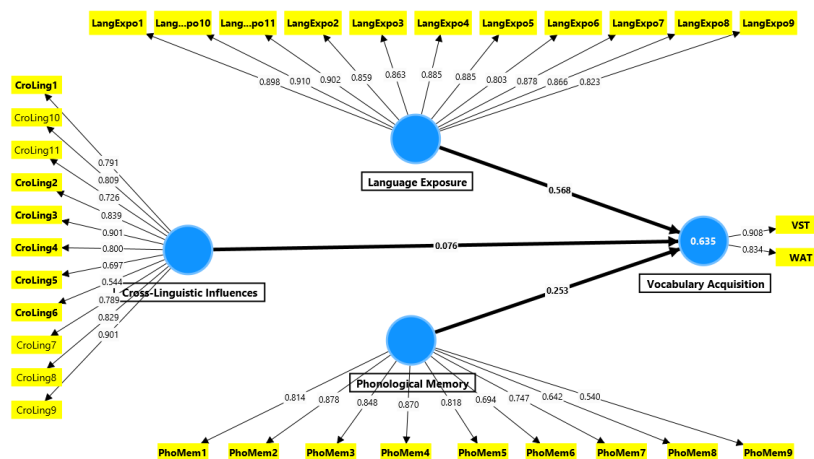 LangExpo1 Lang...po10 Lang...po11 LangExpo2 LangExpo3 LangExpo4 LangExpo5 LangExpo6 LangExpo7 LangExpo8 LangExpo9
0.898 0.910 0.902 0.859 0.863 0.885 0.885 0.803 0.878 0.866 0.823
Language Exposure
CroLing1
CroLing10
CroLing11
CroLing2
CroLing3
CroLing4
CroLing5
CroLing6
CroLing7
CroLing8
CroLing9
0.791
0.809
0.726
0.839
0.901
0.800
0.697
0.544
0.789
0.829
0.901
Cross-Linguistic Influences
0.568
0.076
0.253
0.635
Vocabulary Acquisition
0.908
0.834
VST
WAT
Phonological Memory
0.814 0.878 0.848 0.870 0.818 0.694 0.747 0.642 0.540
PhoMem1 PhoMem2 PhoMem3 PhoMem4 PhoMem5 PhoMem6 PhoMem7 PhoMem8 PhoMem9